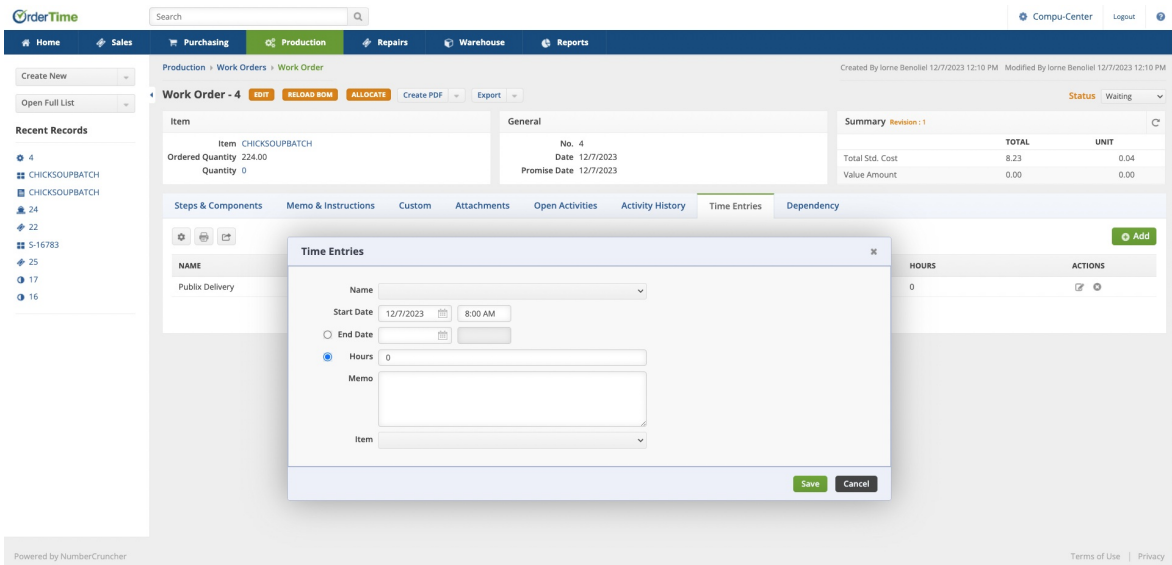 OrderTime
Search
Compu-Center Logout
Home Sales Purchasing Production Repairs Warehouse Reports
Create New
Open Full List
Recent Records
4
CHICKSOUPBATCH
CHICKSOUPBATCH
24
22
S-16783
25
17
16
Production Work Orders Work Order
Created By lorne Benoliel 12/7/2023 12:10 PM Modified By lorne Benoliel 12/7/2023 12:10 PM
Work Order - 4 EDIT RELOAD BOM ALLOCATE Create PDF Export
Status Waiting
Item
Item CHICKSOUPBATCH
Ordered Quantity 224.00
Quantity 0
General
No. 4
Date 12/7/2023
Promise Date 12/7/2023
Summary Revision : 1
TOTAL UNIT
Total Std. Cost 8.23 0.04
Value Amount 0.00 0.00
Steps & Components Memo & Instructions Custom Attachments Open Activities Activity History Time Entries Dependency
Add
NAME HOURS ACTIONS
Publix Delivery 0
Time Entries
Name
Start Date 12/7/2023 8:00 AM
End Date
Hours 0
Memo
Item
Save Cancel
Powered by NumberCruncher
Terms of Use | Privacy